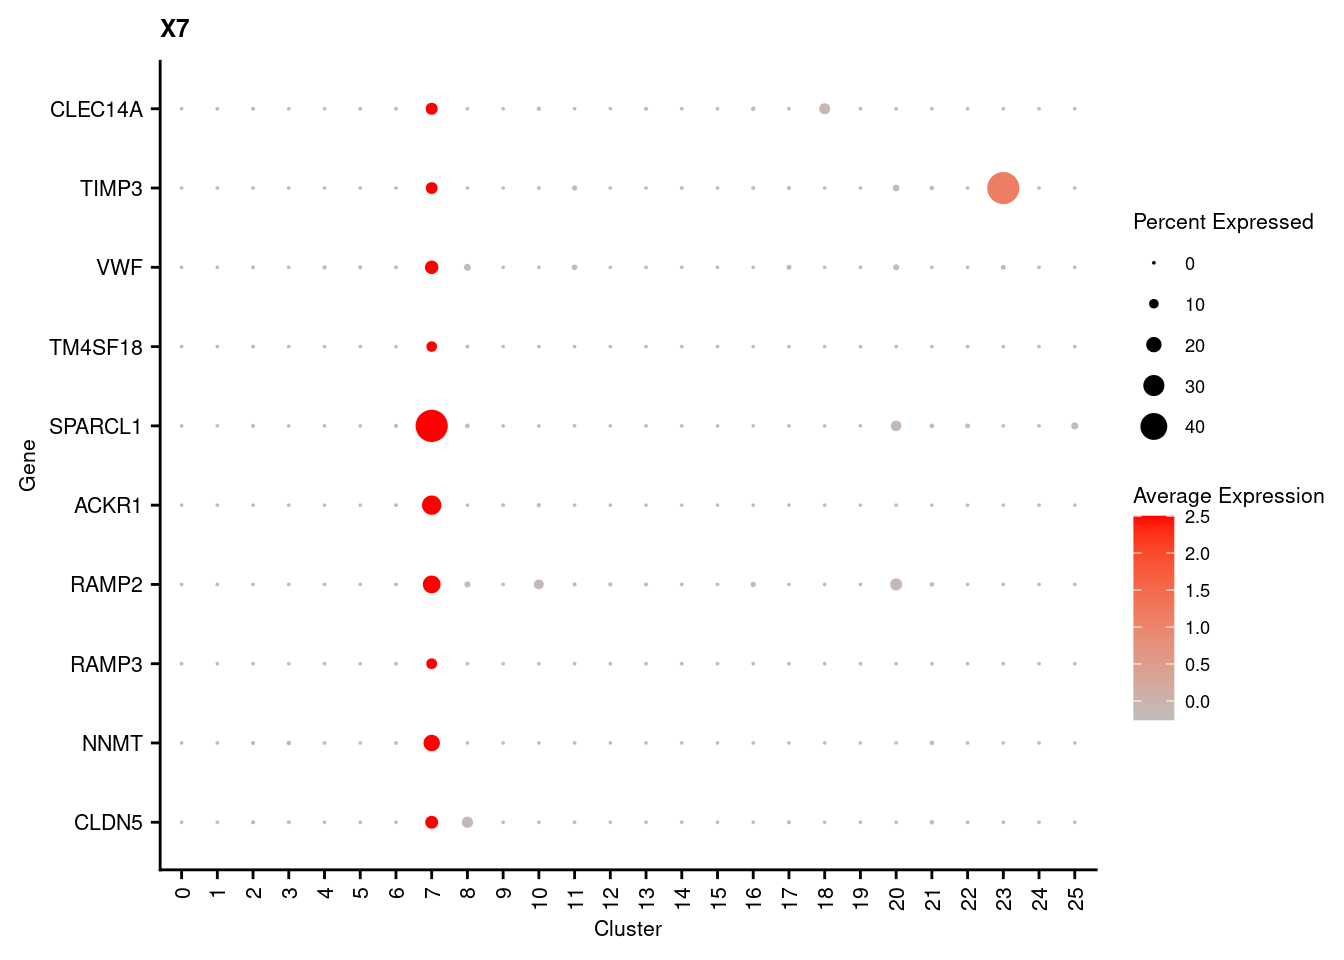 X7
CLEC14A
TIMP3
VWF
TM4SF18
SPARCL1
ACKR1
RAMP2
RAMP3
NNMT
CLDN5
Gene
0 1 2 3 4 5 6 7 8 9 10 11 12 13 14 15 16 17 18 19 20 21 22 23 24 25
Cluster
Percent Expressed
0
10
20
30
40
Average Expression
2.5
2.0
1.5
1.0
0.5
0.0